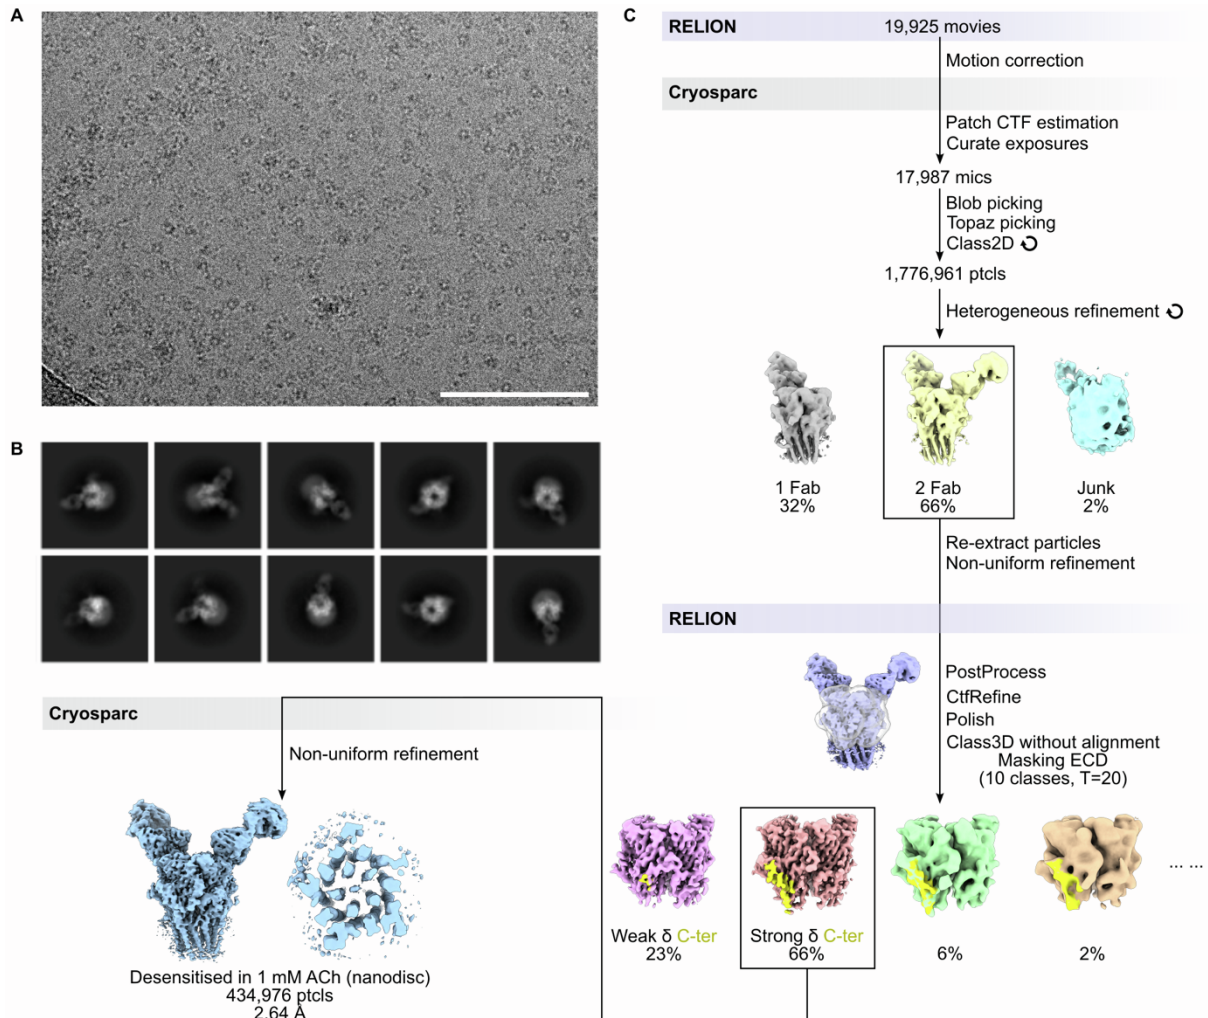 A
B
C
RELION
19,925 movies
Motion correction
Cryosparc
Patch CTF estimation
Curate exposures
17,987 mics
Blob picking
Topaz picking
Class2D
1,776,961 ptcls
Heterogeneous refinement
1 Fab
32%
2 Fab
66%
Junk
2%
Re-extract particles
Non-uniform refinement
RELION
PostProcess
CtfRefine
Polish
Class3D without alignment
Masking ECD
(10 classes, T=20)
Weak δ C-ter
23%
Strong δ C-ter
66%
6%
2%
... ...
Cryosparc
Non-uniform refinement
Desensitised in 1 mM ACh (nanodisc)
434,976 ptcls
2.64 Å